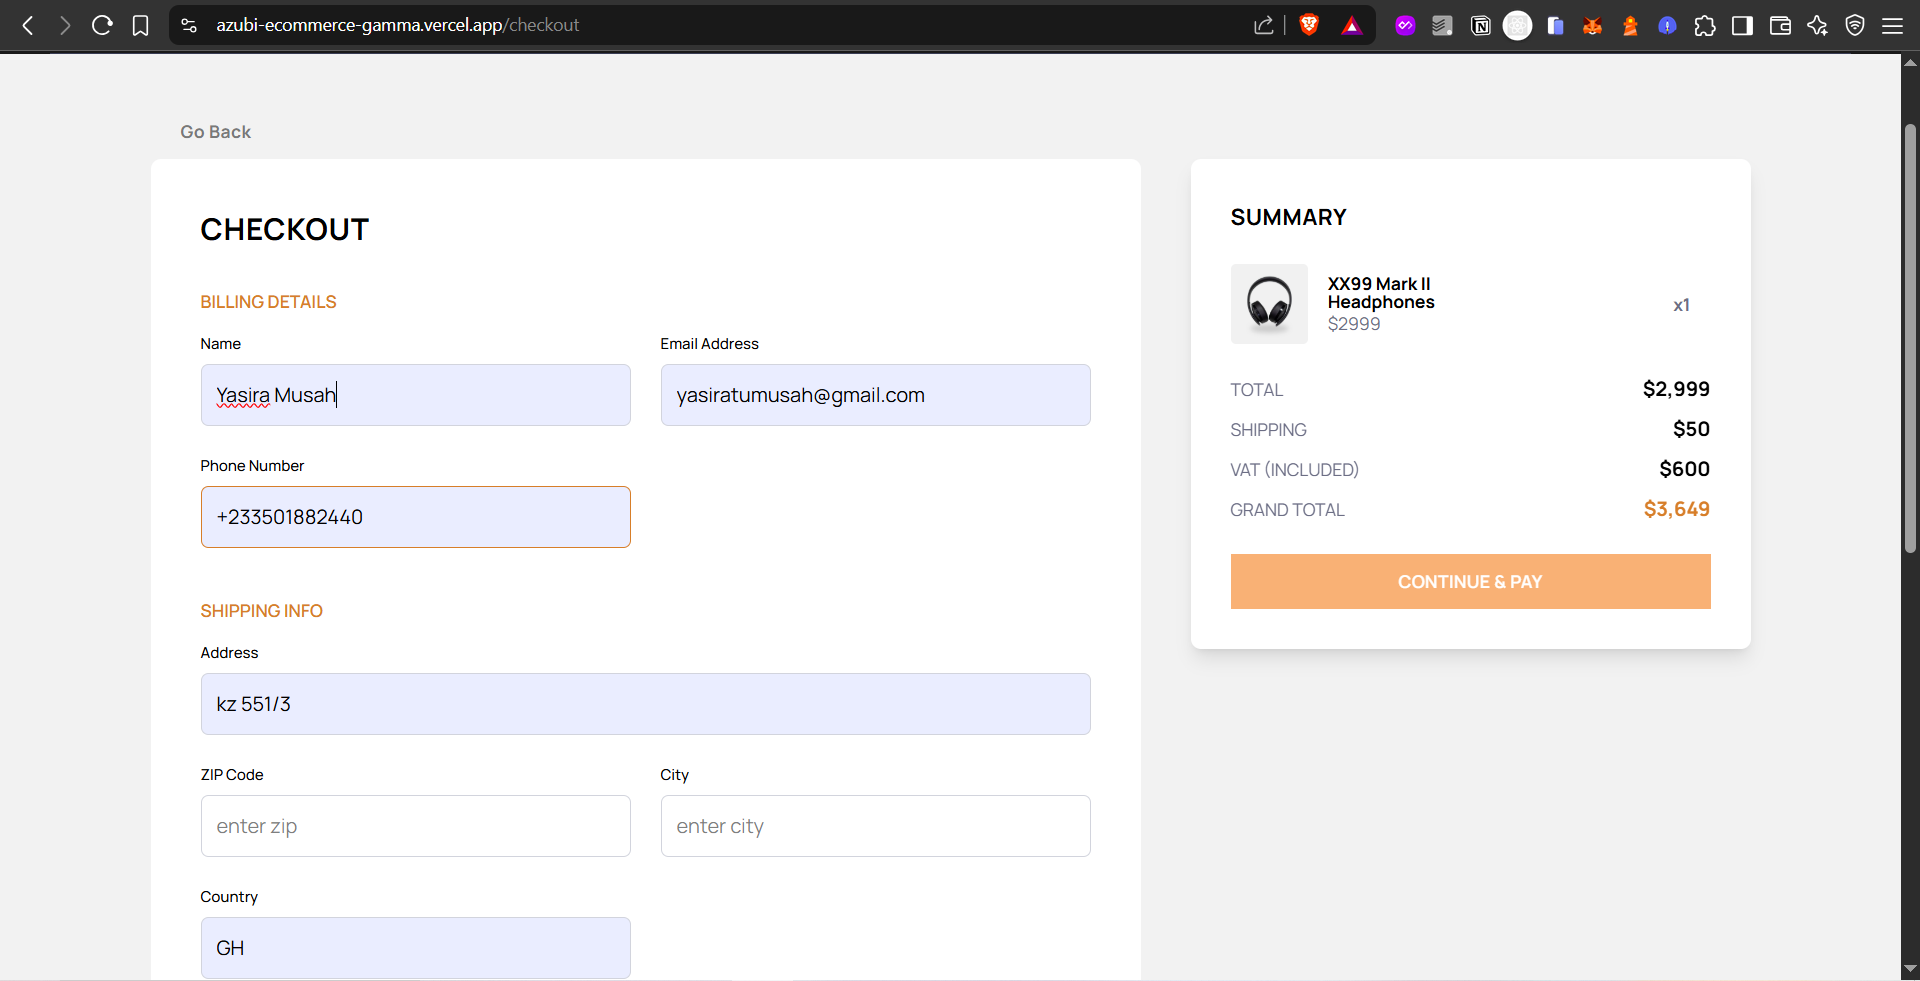 azubi-ecommerce-gamma.vercel.app/checkout
Go Back
CHECKOUT
BILLING DETAILS
Name
Email Address
Yasira Musah
yasiratumusah@gmail.com
Phone Number
+233501882440
SHIPPING INFO
Address
kz 551/3
ZIP Code
City
enter zip
enter city
Country
GH
SUMMARY
XX99 Mark II
Headphones
$2999
x1
TOTAL $2,999
SHIPPING $50
VAT (INCLUDED) $600
GRAND TOTAL $3,649
CONTINUE & PAY